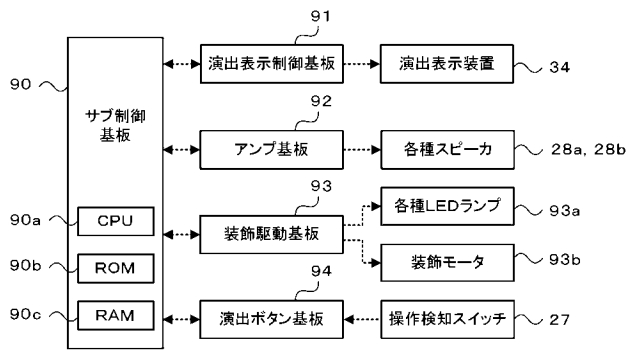 91
90
演出表示制御基板
演出表示装置
34
サブ制御
基板
92
アンプ基板
各種スピーカ
28a, 28b
93
各種LEDランプ
93a
90a
CPU
装飾駆動基板
90b
ROM
94
装飾モータ
93b
90c
RAM
演出ボタン基板
操作検知スイッチ
27